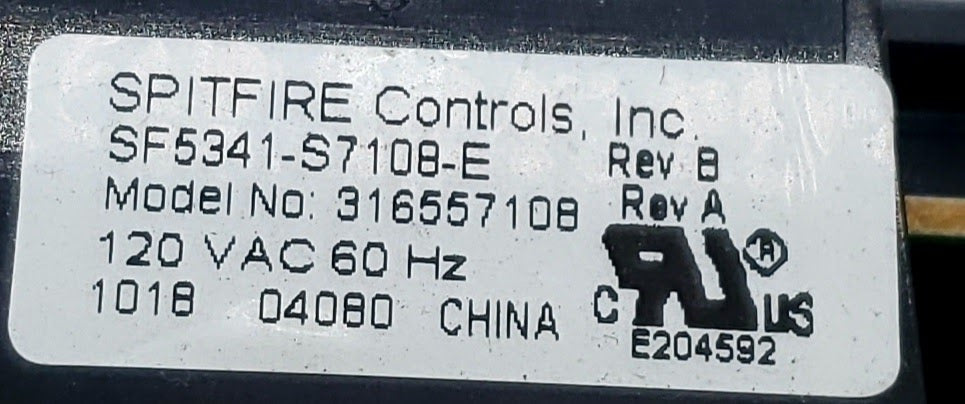 SPITFIRE Controls, Inc.
SF5341-S7108-E Rev B
Model No: 316557108 Rev A
120 VAC 60 Hz
1018 04080 CHINA
C RU ® US
E204592